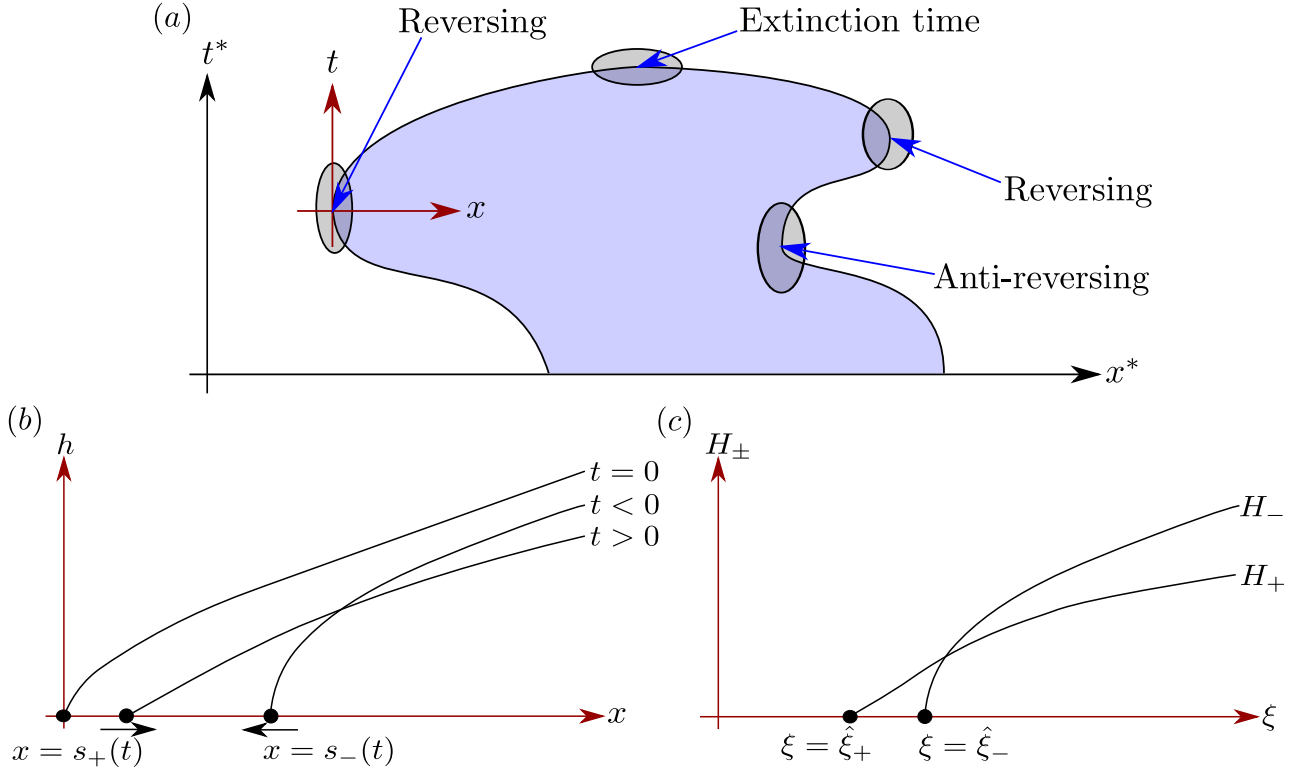 (a)
Reversing
Extinction time
t*
t
x
Reversing
Anti-reversing
x*
(b)
h
t = 0
t < 0
t > 0
x
x = s₊(t)
x = s₋(t)
(c)
H±
H₋
H₊
ξ
ξ = ξ̂₊
ξ = ξ̂₋